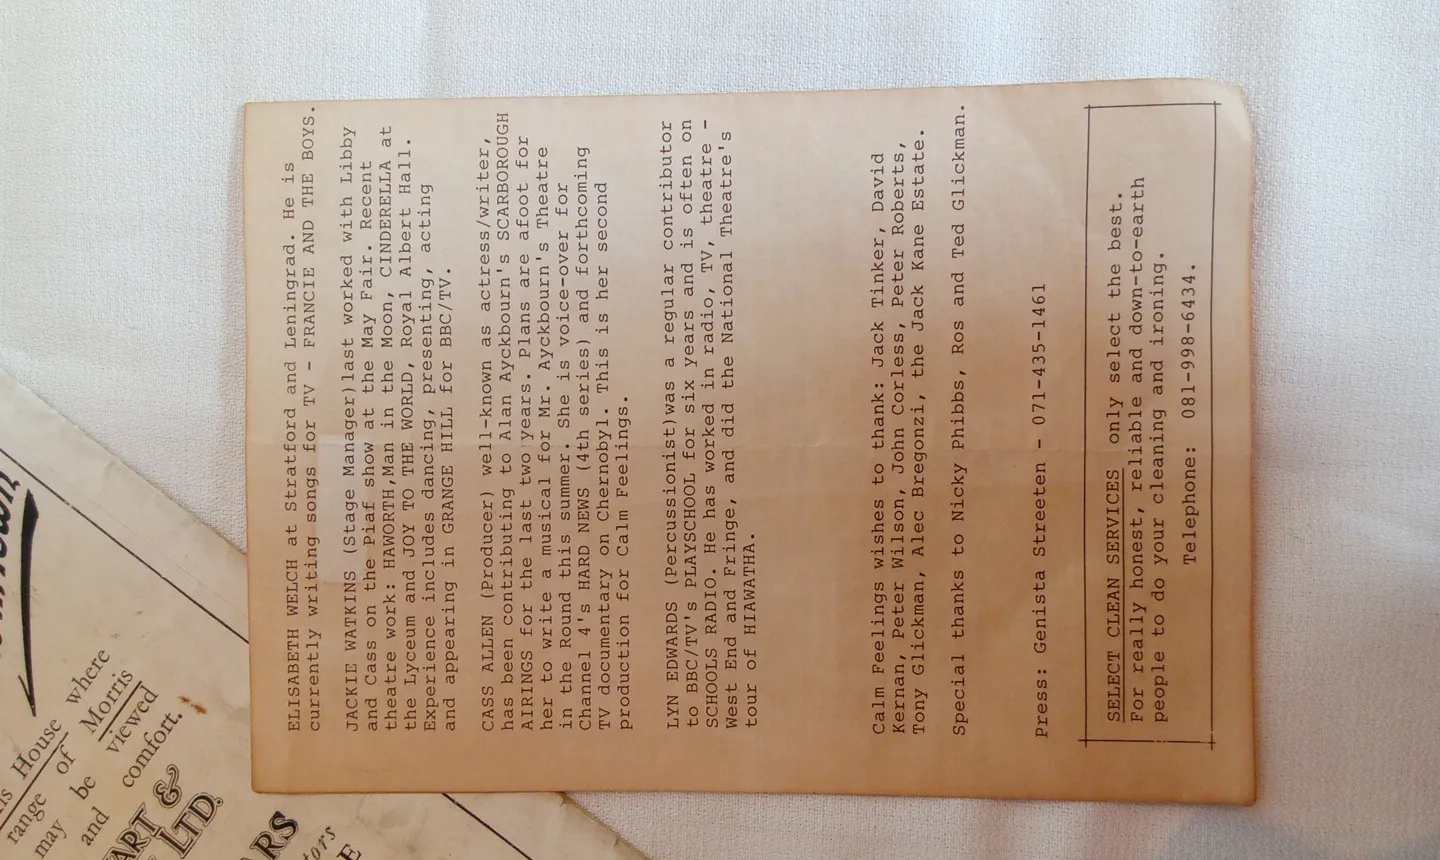 ELISABETH WELCH at Stratford and Leningrad. He is
currently writing songs for TV - FRANCIE AND THE BOYS.
JACKIE WATKINS (Stage Manager)last worked with Libby
and Cass on the Piaf show at the May Fair. Recent
theatre work: HAWORTH,Man in the Moon, CINDERELLA at
the Lyceum and JOY TO THE WORLD, Royal Albert Hall.
Experience includes dancing, presenting, acting
and appearing in GRANGE HILL for BBC/TV.
CASS ALLEN (Producer) well-known as actress/writer,
has been contributing to Alan Ayckbourn's SCARBOROUGH
AIRINGS for the last two years. Plans are afoot for
her to write a musical for Mr. Ayckbourn's Theatre
in the Round this summer. She is voice-over for
Channel 4's HARD NEWS (4th series) and forthcoming
TV documentary on Chernobyl. This is her second
production for Calm Feelings.
LYN EDWARDS (Percussionist)was a regular contributor
to BBC/TV's PLAYSCHOOL for six years and is often on
SCHOOLS RADIO. He has worked in radio, TV, theatre -
West End and Fringe, and did the National Theatre's
tour of HIAWATHA.
Calm Feelings wishes to thank: Jack Tinker, David
Kernan, Peter Wilson, John Corless, Peter Roberts,
Tony Glickman, Alec Bregonzi, the Jack Kane Estate.
Special thanks to Nicky Phibbs, Ros and Ted Glickman.
Press: Genista Streeten - 071-435-1461
SELECT CLEAN SERVICES only select the best.
For really honest, reliable and down-to-earth
people to do your cleaning and ironing.
Telephone: 081-998-6434.
House where
range of Morris
may be viewed
and comfort.
ART &
LTD.